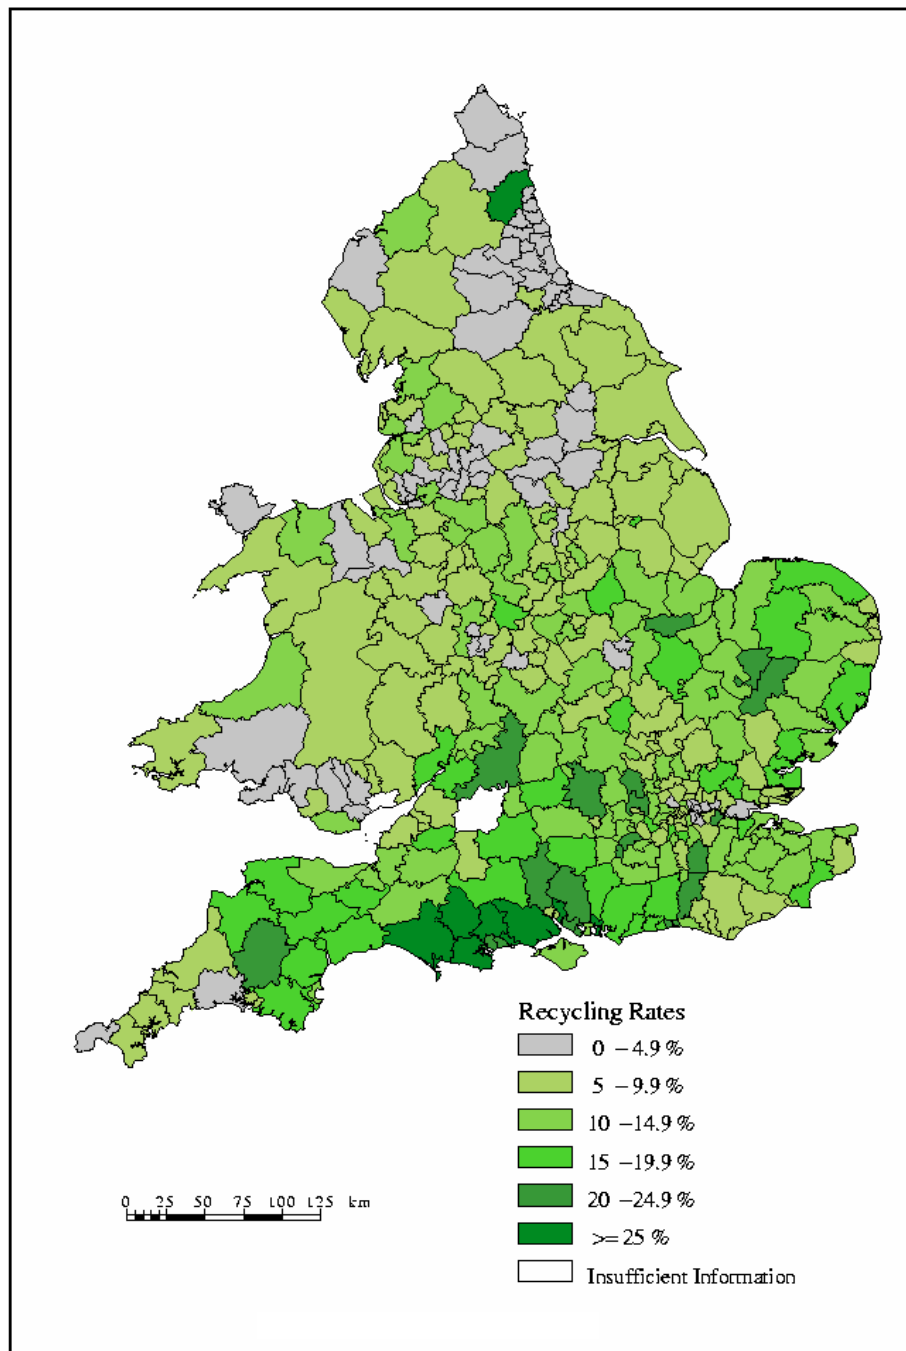 Recycling Rates
0 – 4.9 %
5 – 9.9 %
10 – 14.9 %
15 – 19.9 %
20 – 24.9 %
>= 25 %
Insufficient Information
0 25 50 75 100 125 km